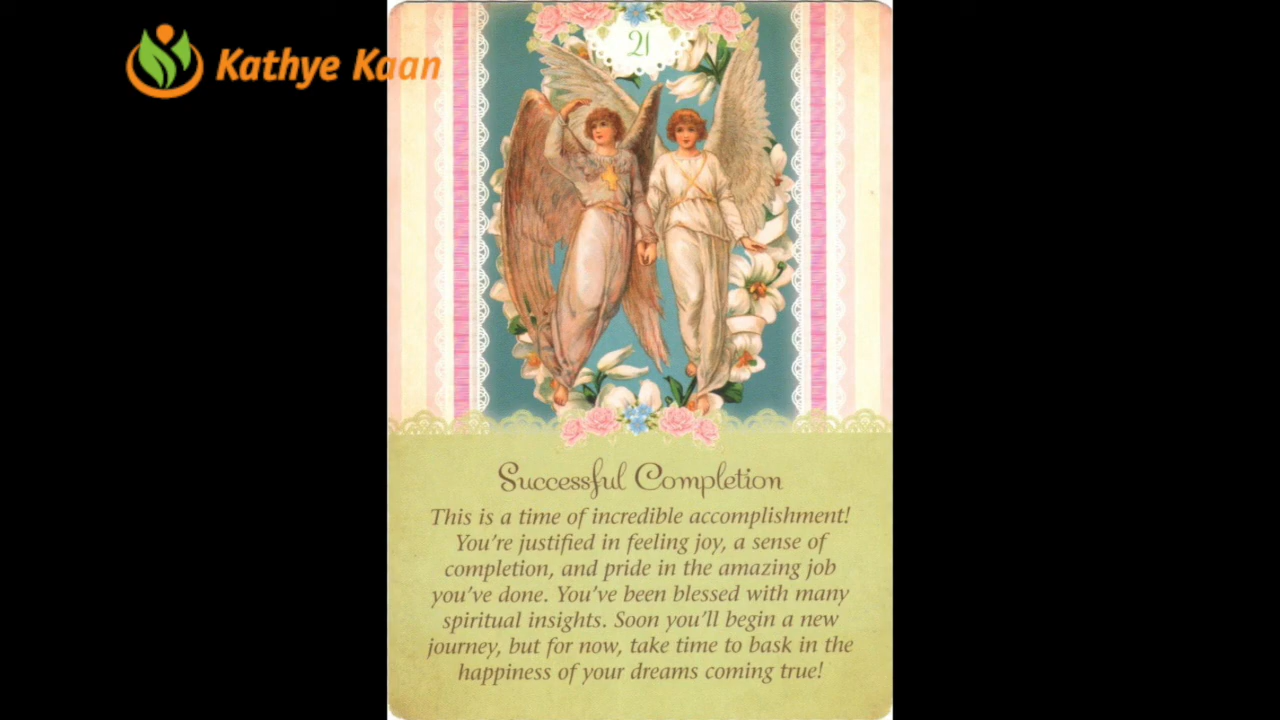 Kathye Kaan
21
Successful Completion
This is a time of incredible accomplishment!
You're justified in feeling joy, a sense of
completion, and pride in the amazing job
you've done. You've been blessed with many
spiritual insights. Soon you'll begin a new
journey, but for now, take time to bask in the
happiness of your dreams coming true!